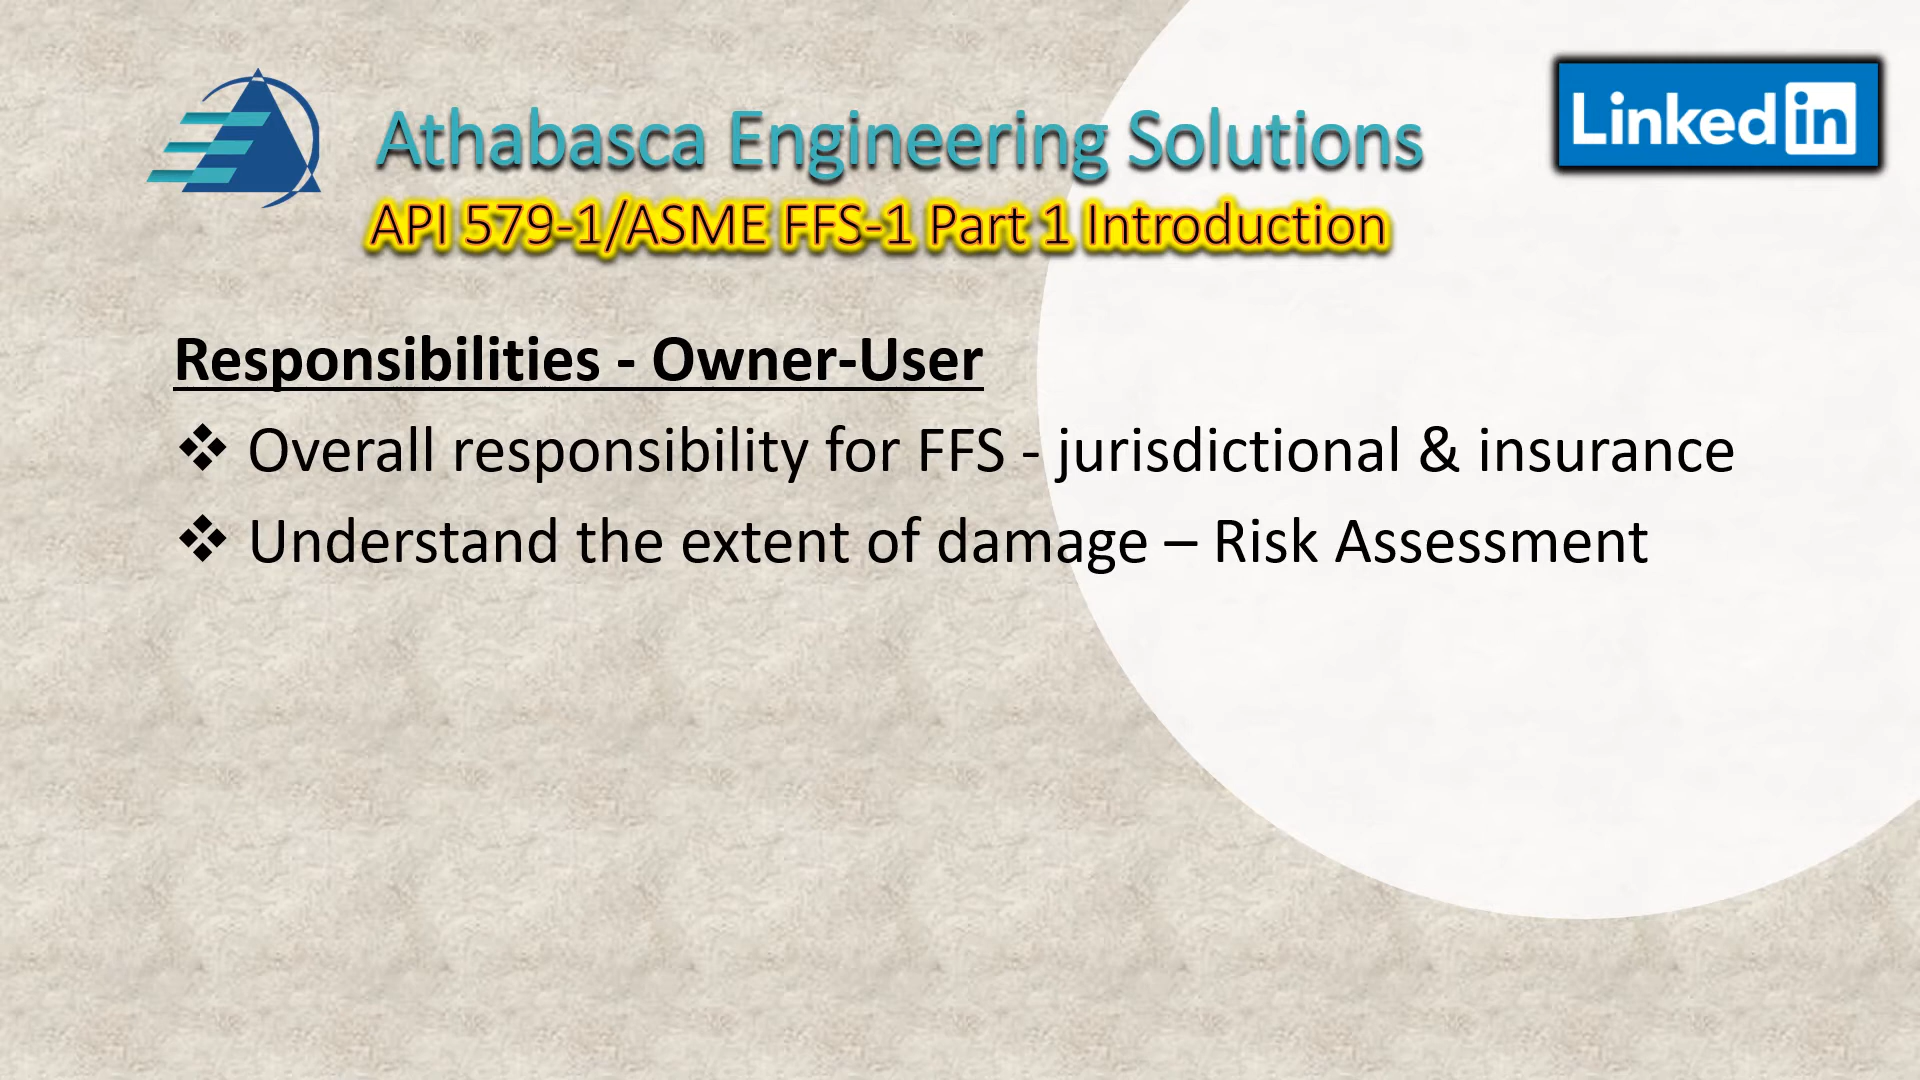 Athabasca Engineering Solutions
LinkedIn
API 579-1/ASME FFS-1 Part 1 Introduction
Responsibilities - Owner-User
❖ Overall responsibility for FFS - jurisdictional & insurance
❖ Understand the extent of damage – Risk Assessment